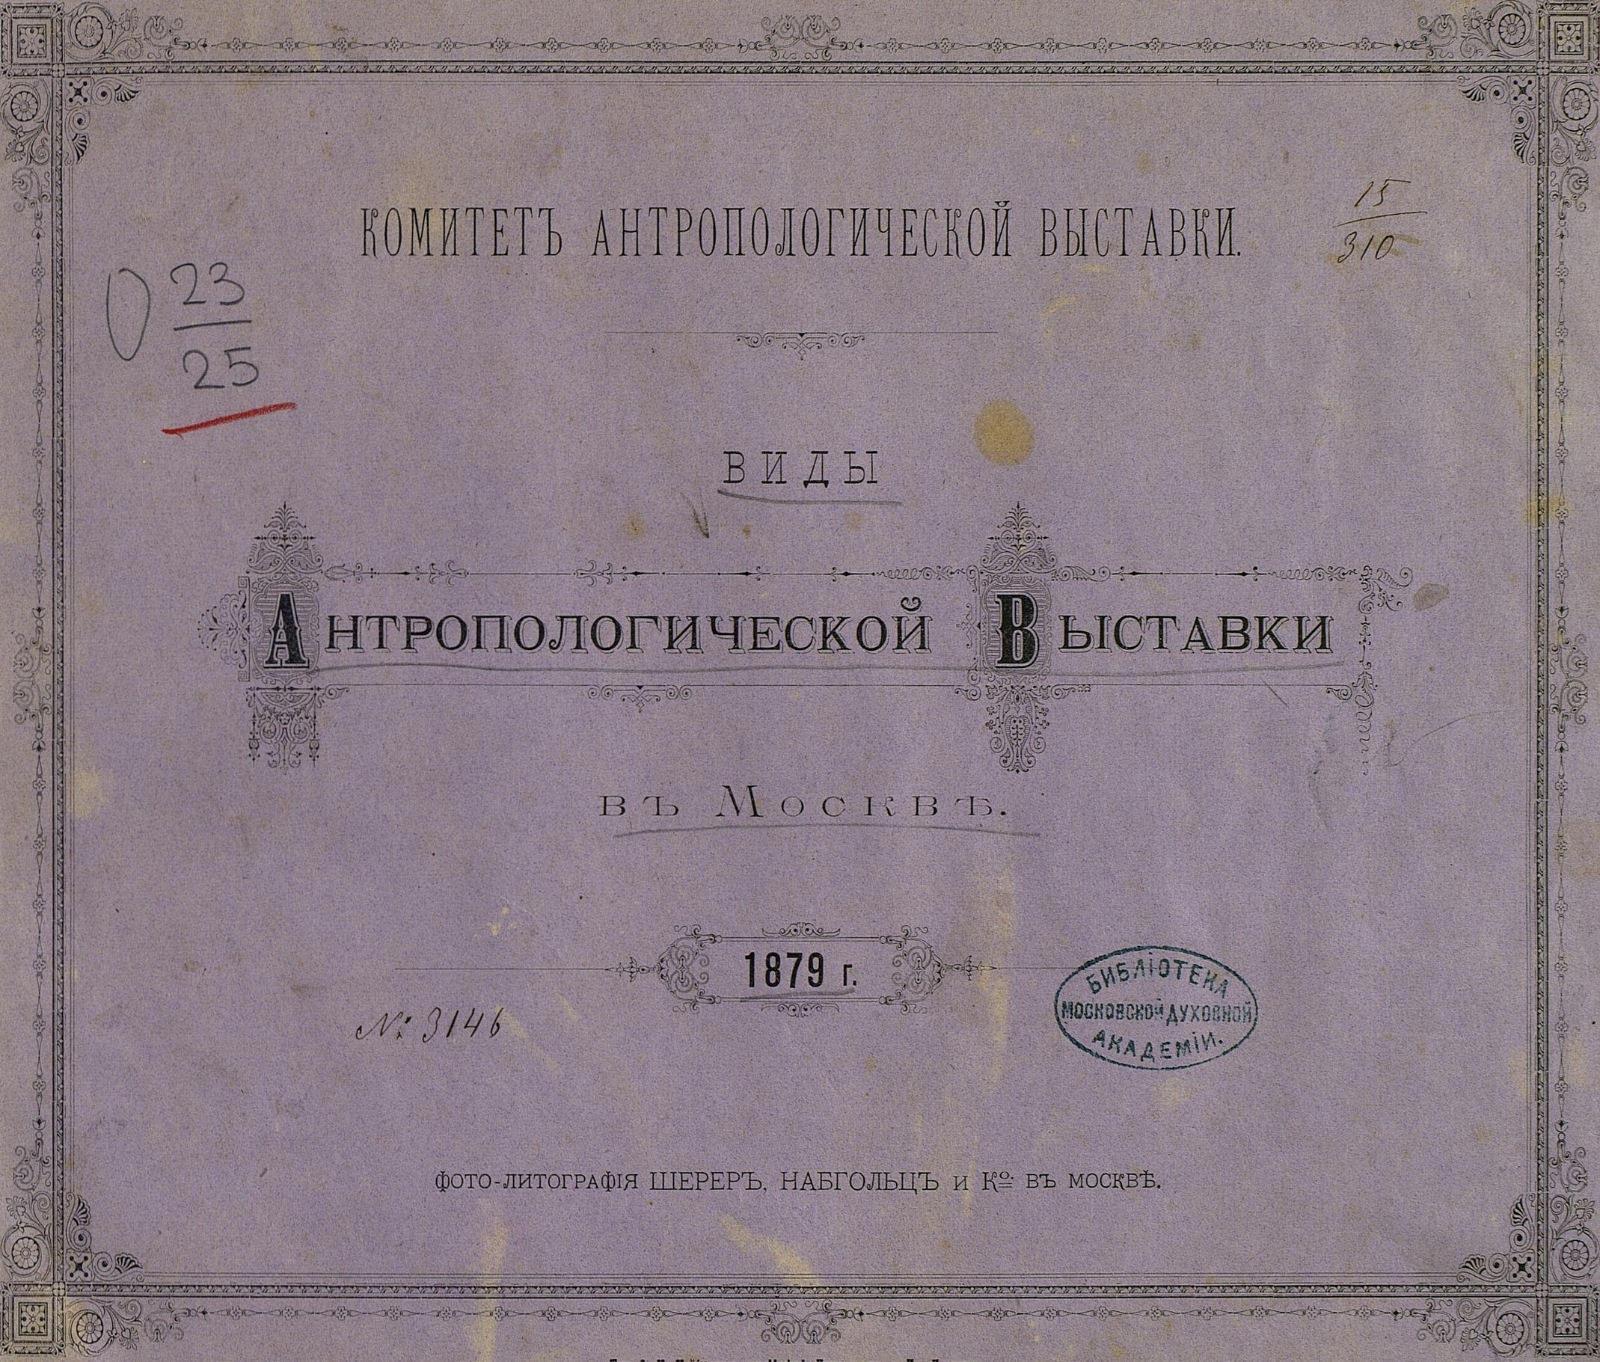 КОМИТЕТЪ АНТРОПОЛОГИЧЕСКОЙ ВЫСТАВКИ.
15
310
23
25
ВИДЫ
АНТРОПОЛОГИЧЕСКОЙ ВЫСТАВКИ
ВЪ МОСКВѢ.
1879 г.
№ 3146
БИБЛІОТЕКА
МОСКОВСКОЙ ДУХОВНОЙ
АКАДЕМІИ.
ФОТО-ЛИТОГРАФІЯ ШЕРЕРЪ, НАБГОЛЬЦЪ и Ко ВЪ МОСКВѢ.